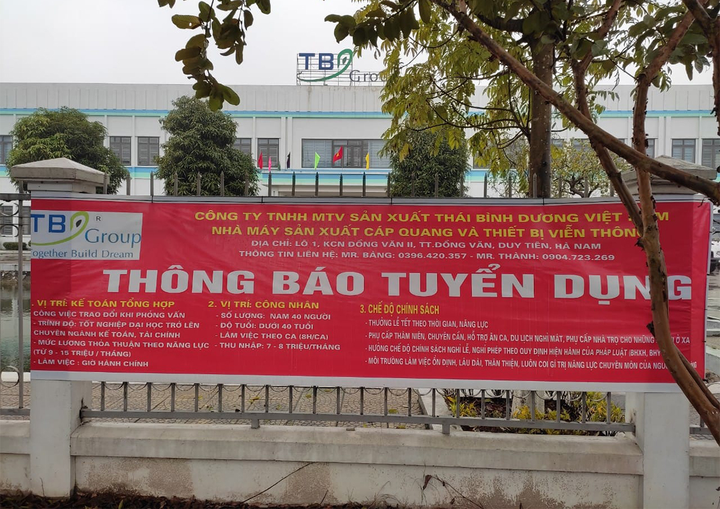 TB
Group
TB R
Group
Together Build Dream
CÔNG TY TNHH MTV SẢN XUẤT THÁI BÌNH DƯƠNG VIỆT
NHÀ MÁY SẢN XUẤT CÁP QUANG VÀ THIẾT BỊ VIỄN THÔNG
ĐỊA CHỈ: LÔ 1, KCN ĐỒNG VĂN II, TT.ĐỒNG VĂN, DUY TIÊN, HÀ NAM
THÔNG TIN LIÊN HỆ: MR. BẰNG: 0396.420.357 - MR. THÀNH: 0904.723.269
THÔNG BÁO TUYỂN DỤNG
1. VỊ TRÍ: KẾ TOÁN TỔNG HỢP
CÔNG VIỆC TRAO ĐỔI KHI PHỎNG VẤN
- TRÌNH ĐỘ: TỐT NGHIỆP ĐẠI HỌC TRỞ LÊN
CHUYÊN NGÀNH KẾ TOÁN, TÀI CHÍNH
- MỨC LƯƠNG THỎA THUẬN THEO NĂNG LỰC
(TỪ 9 - 15 TRIỆU / THÁNG)
- LÀM VIỆC : GIỜ HÀNH CHÍNH
2. VỊ TRÍ: CÔNG NHÂN
- SỐ LƯỢNG: NAM 40 NGƯỜI
- ĐỘ TUỔI: DƯỚI 40 TUỔI
- LÀM VIỆC THEO CA (8H/CA)
- THU NHẬP: 7 - 8 TRIỆU/THÁNG
3. CHẾ ĐỘ CHÍNH SÁCH
- THƯỞNG LỄ TẾT THEO THỜI GIAN, NĂNG LỰC
- PHỤ CẤP THÂM NIÊN, CHUYÊN CẦN, HỖ TRỢ ĂN CA, DU LỊCH NGHỈ MÁT, PHỤ CẤP NHÀ TRỌ CHO NHỮNG Ở XA
- HƯỞNG CHẾ ĐỘ CHÍNH SÁCH NGHỈ LỄ, NGHỈ PHÉP THEO QUY ĐỊNH HIỆN HÀNH CỦA PHÁP LUẬT (BHXH, BHY
- MÔI TRƯỜNG LÀM VIỆC ỔN ĐỊNH, LÂU DÀI, THÂN THIỆN, LUÔN COI GIÁ TRỊ NĂNG LỰC CHUYÊN MÔN CỦA